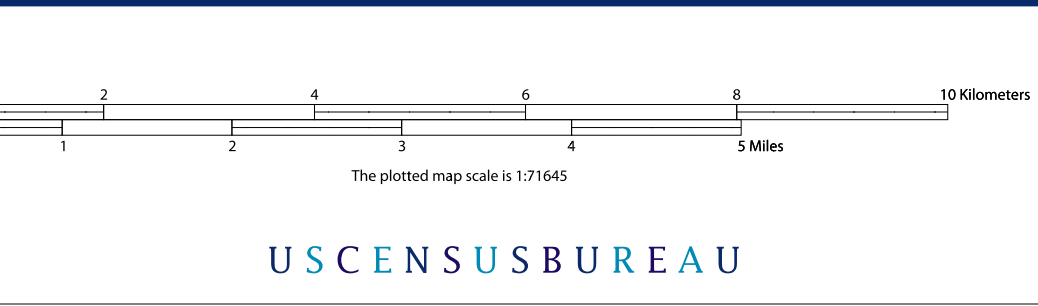 2 4 6 8 10 Kilometers
1 2 3 4 5 Miles
The plotted map scale is 1:71645
USCENSUSBUREAU